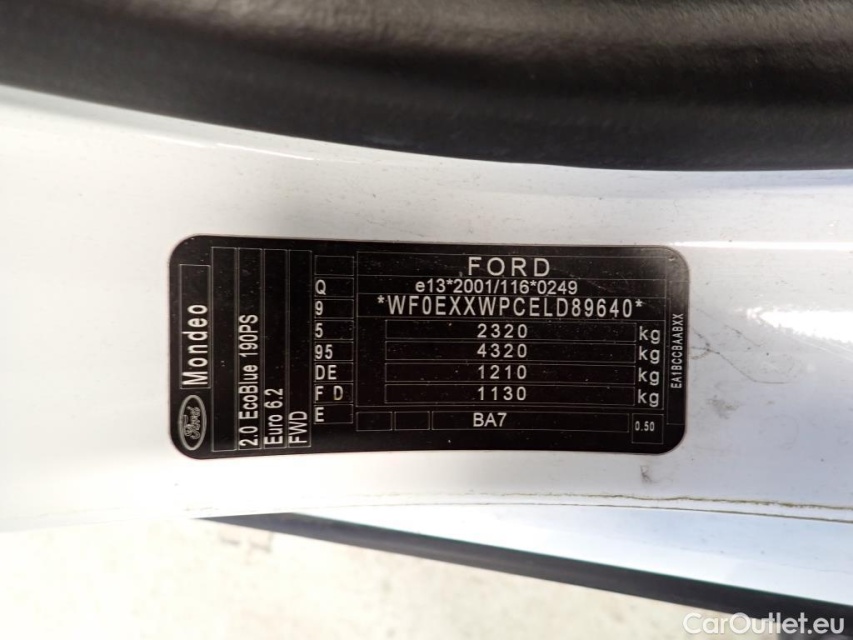 FORD
e13*2001/116*0249
*WF0EXXWPCELD89640*
2320 kg
4320 kg
1210 kg
1130 kg
BA7
0.50
Q
9
5
95
DE
F D
E
Mondeo
Ford
2.0 EcoBlue 190PS
Euro 6.2
FWD
EA1BCCBAABXX
CarOutlet.eu